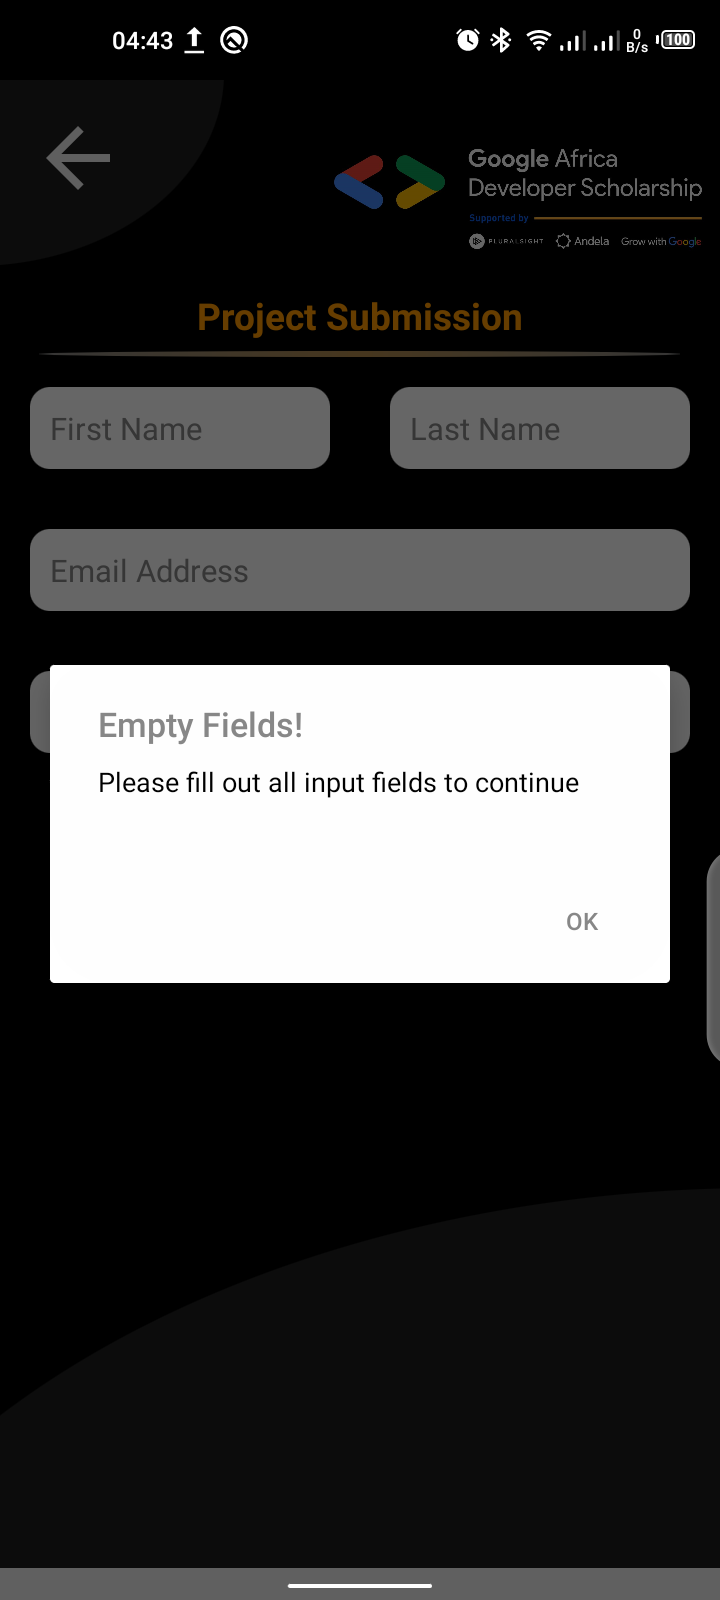 04:43
0
B/s
100
Google Africa
Developer Scholarship
Supported by
PLURALSIGHT Andela Grow with Google
Project Submission
First Name Last Name
Email Address
Empty Fields!
Please fill out all input fields to continue
OK